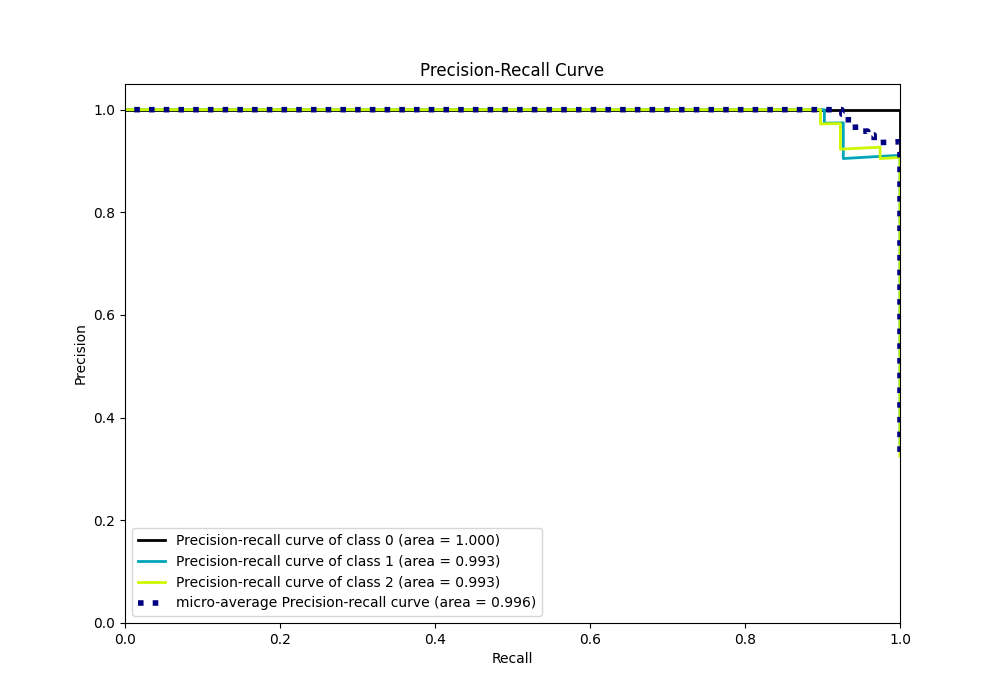 Precision-Recall Curve
1.0
0.8
0.6
0.4
0.2
0.0
Precision
Precision-recall curve of class 0 (area = 1.000)
Precision-recall curve of class 1 (area = 0.993)
Precision-recall curve of class 2 (area = 0.993)
micro-average Precision-recall curve (area = 0.996)
0.0 0.2 0.4 0.6 0.8 1.0
Recall